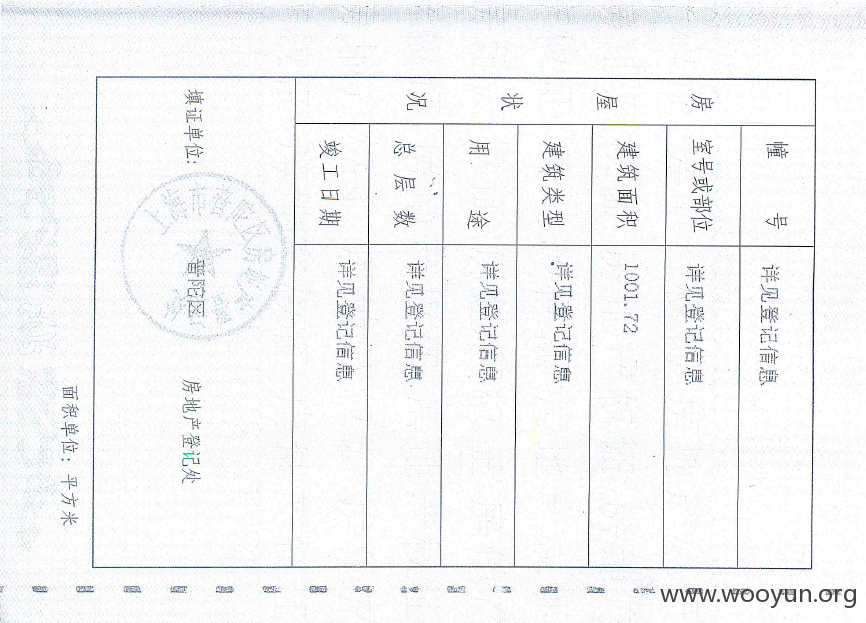 房屋状况
幢号 详见登记信息
室号或部位 详见登记信息
建筑面积 1001.72
建筑类型 详见登记信息
用途 详见登记信息
总层数 详见登记信息
竣工日期 详见登记信息
填证单位: 普陀区 房地产登记处
上海市普陀区房地产
面积单位: 平方米
www.wooyun.org